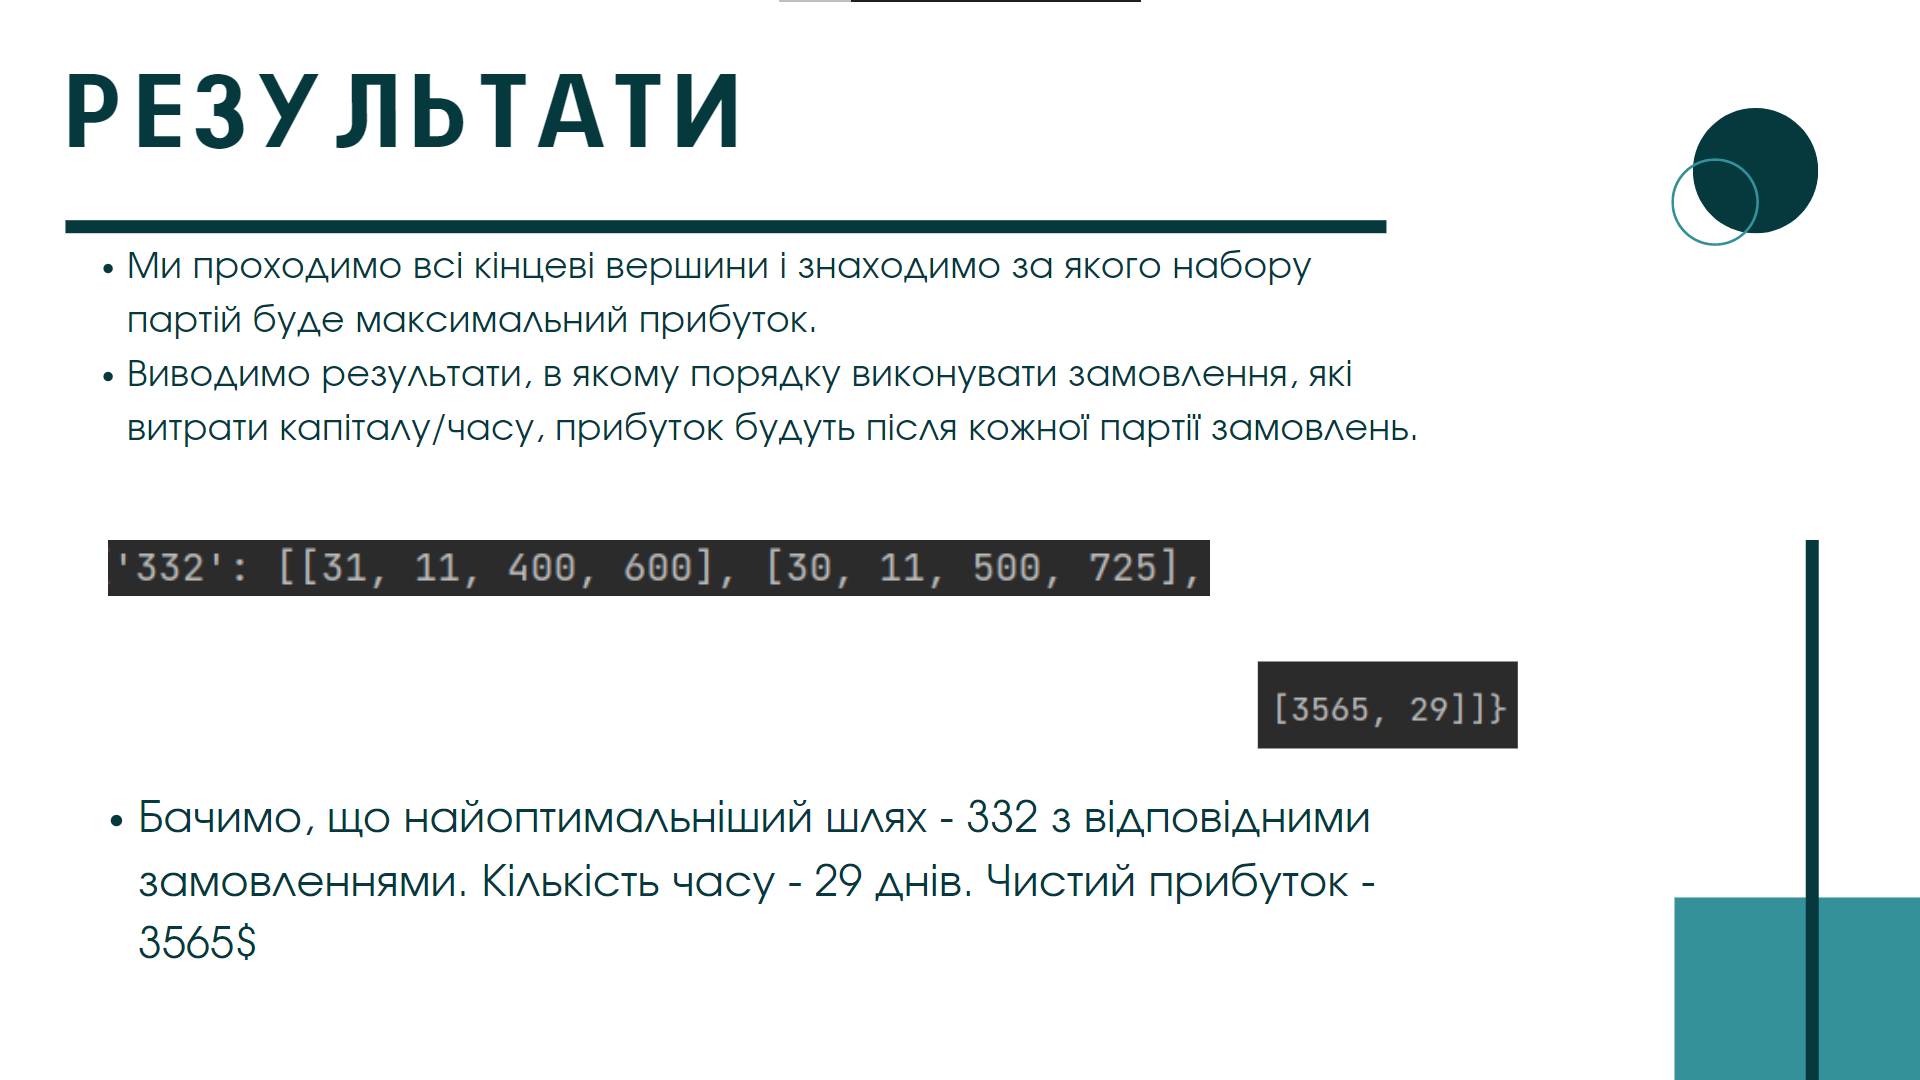 РЕЗУЛЬТАТИ
• Ми проходимо всі кінцеві вершини і знаходимо за якого набору
партій буде максимальний прибуток.
• Виводимо результати, в якому порядку виконувати замовлення, які
витрати капіталу/часу, прибуток будуть після кожної партії замовлень.
'332': [[31, 11, 400, 600], [30, 11, 500, 725],
[3565, 29]]}
• Бачимо, що найоптимальніший шлях - 332 з відповідними
замовленнями. Кількість часу - 29 днів. Чистий прибуток -
3565$